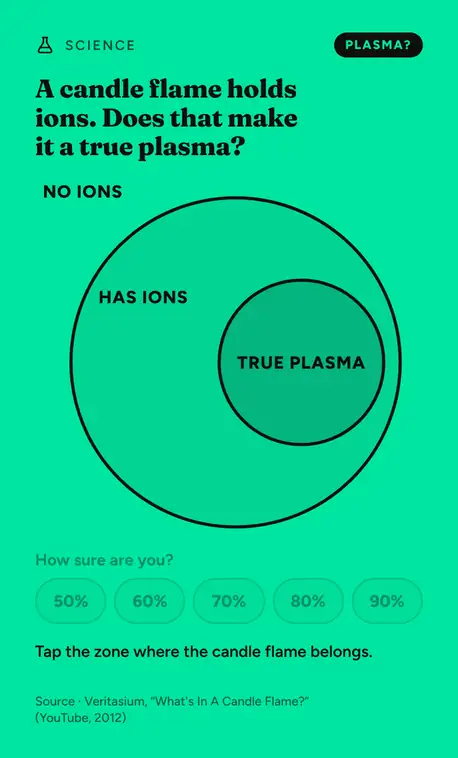 SCIENCE
PLASMA?
A candle flame holds
ions. Does that make
it a true plasma?
NO IONS
HAS IONS
TRUE PLASMA
How sure are you?
50% 60% 70% 80% 90%
Tap the zone where the candle flame belongs.
Source · Veritasium, "What's In A Candle Flame?"
(YouTube, 2012)